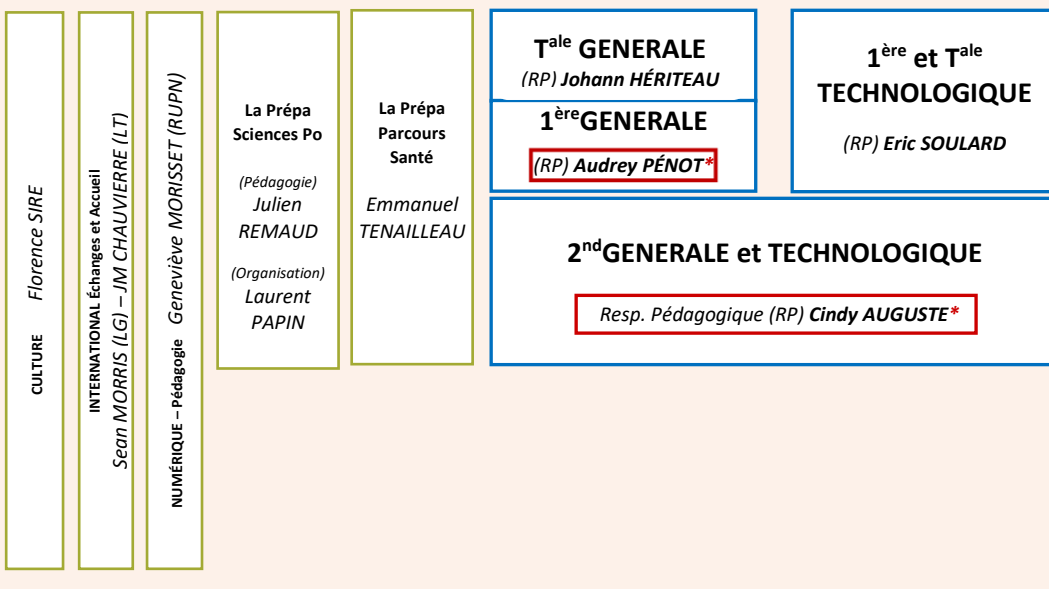 CULTURE Florence SIRE
INTERNATIONAL Échanges et Accueil
Sean MORRIS (LG) – JM CHAUVIERRE (LT)
NUMÉRIQUE – Pédagogie Geneviève MORISSET (RUPN)
La Prépa
Sciences Po
(Pédagogie)
Julien
REMAUD
(Organisation)
Laurent
PAPIN
La Prépa
Parcours
Santé
Emmanuel
TENAILLEAU
Tale GENERALE
(RP) Johann HÉRITEAU
1èreGENERALE
(RP) Audrey PÉNOT*
1ère et Tale
TECHNOLOGIQUE
(RP) Eric SOULARD
2ndGENERALE et TECHNOLOGIQUE
Resp. Pédagogique (RP) Cindy AUGUSTE*